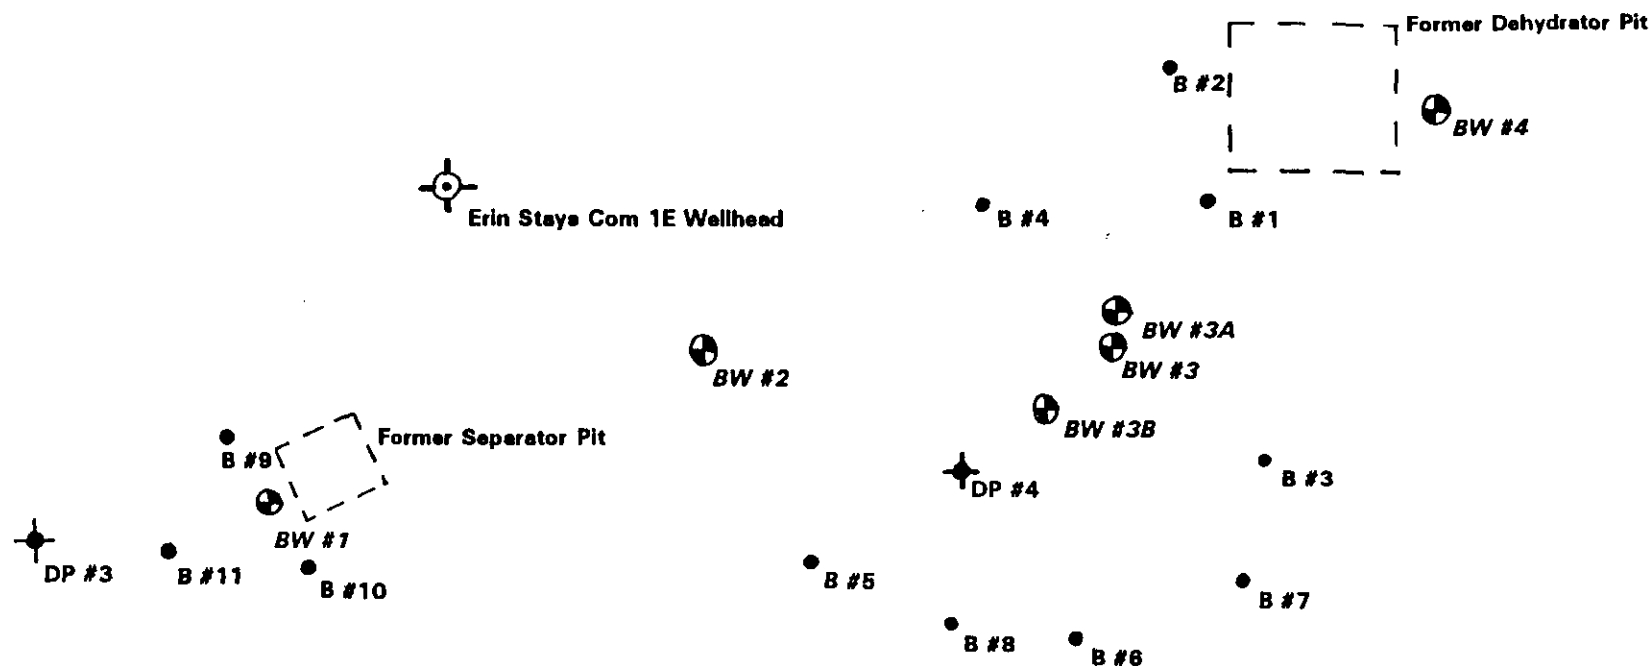 Former Dehydrator Pit
B #2
BW #4
Erin Staye Com 1E Wellhead
B #4
B #1
BW #3A
BW #3
BW #2
BW #3B
Former Separator Pit
B #9
B #3
DP #4
BW #1
DP #3
B #11
B #10
B #5
B #7
B #8
B #6